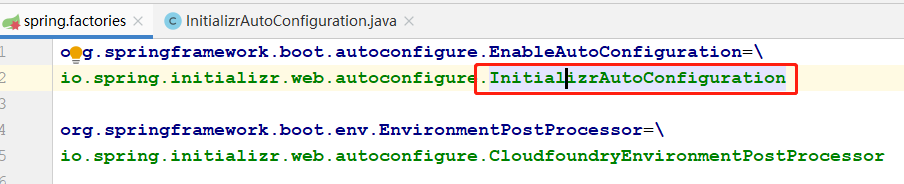 spring.factories InitializrAutoConfiguration.java
1 org.springframework.boot.autoconfigure.EnableAutoConfiguration=\
2 io.spring.initializr.web.autoconfigure.InitializrAutoConfiguration
3
4 org.springframework.boot.env.EnvironmentPostProcessor=\
5 io.spring.initializr.web.autoconfigure.CloudfoundryEnvironmentPostProcessor
6